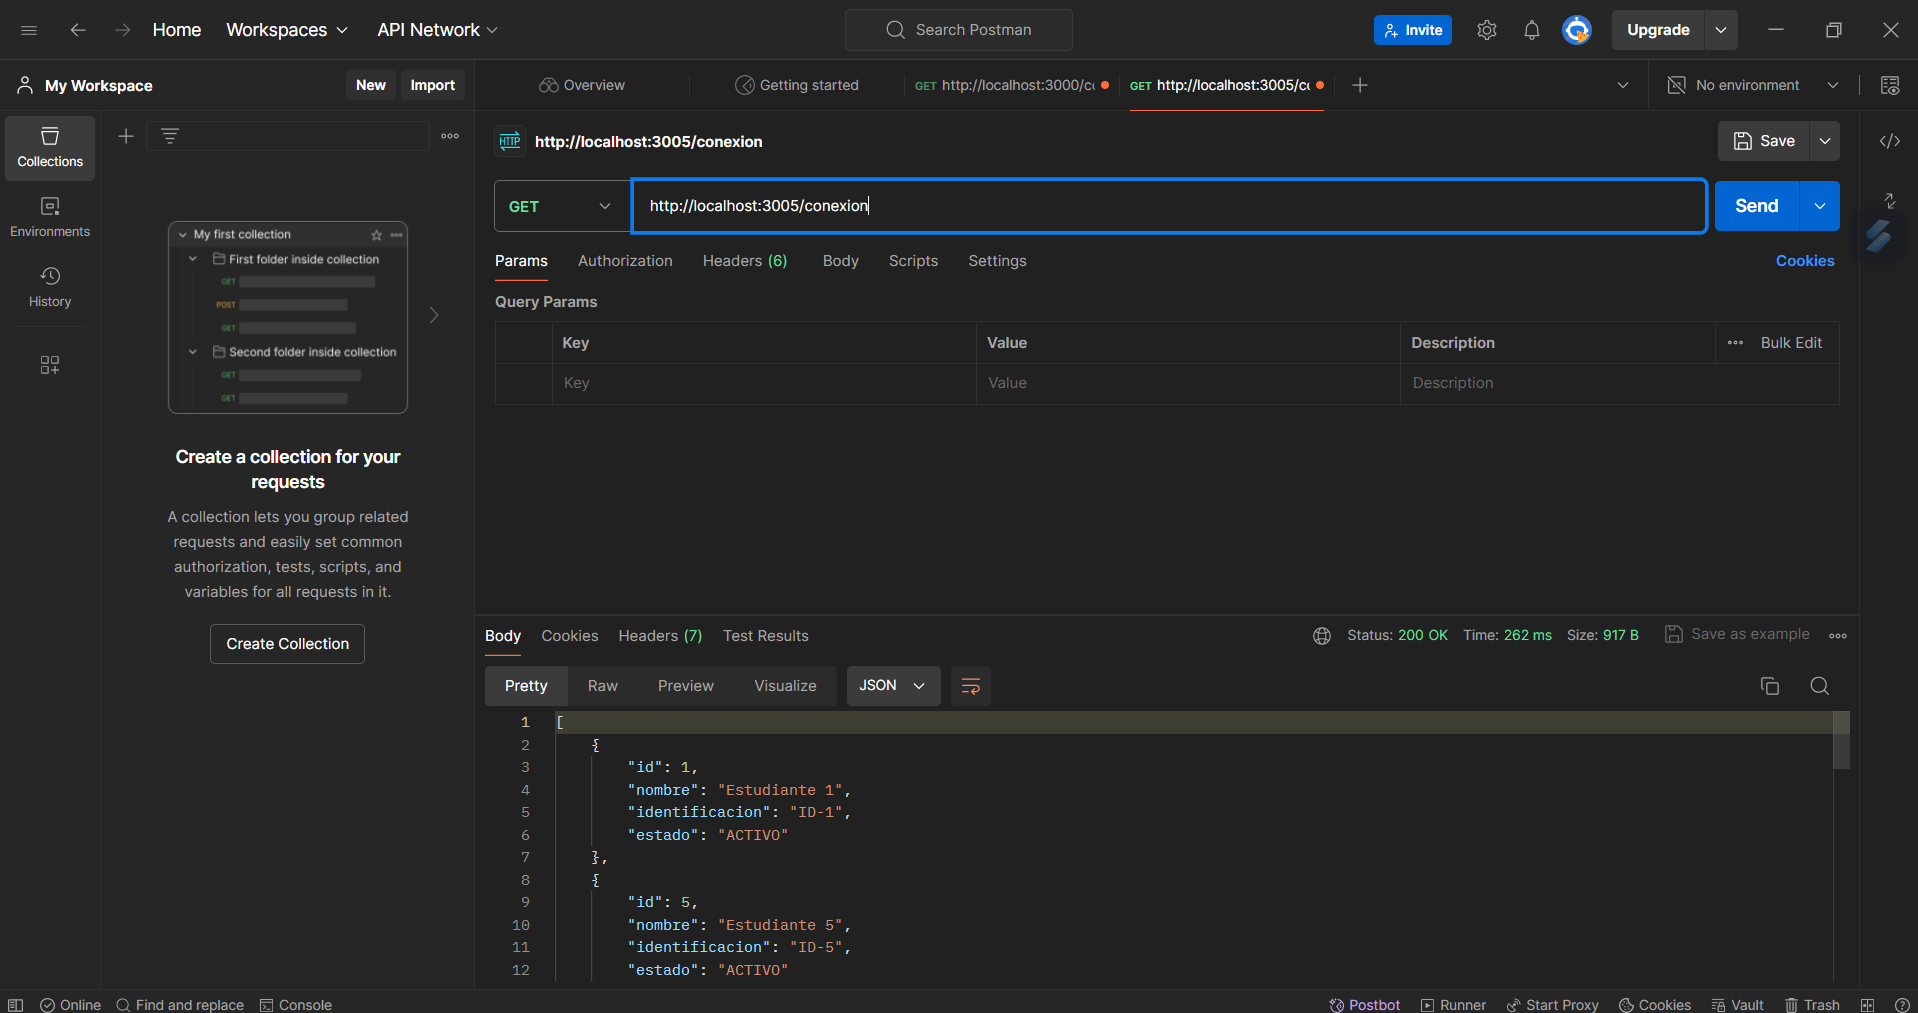 Home Workspaces API Network Search Postman Invite Upgrade
My Workspace New Import Overview Getting started GET http://localhost:3000/c GET http://localhost:3005/c No environment
Collections
Environments
History
My first collection
First folder inside collection
GET
POST
GET
Second folder inside collection
GET
GET
Create a collection for your
requests
A collection lets you group related
requests and easily set common
authorization, tests, scripts, and
variables for all requests in it.
Create Collection
HTTP http://localhost:3005/conexion Save
GET http://localhost:3005/conexion Send
Params Authorization Headers (6) Body Scripts Settings Cookies
Query Params
Key Value Description Bulk Edit
Key Value Description
Body Cookies Headers (7) Test Results Status: 200 OK Time: 262 ms Size: 917 B Save as example
Pretty Raw Preview Visualize JSON
1 [
2 {
3 "id": 1,
4 "nombre": "Estudiante 1",
5 "identificacion": "ID-1",
6 "estado": "ACTIVO"
7 },
8 {
9 "id": 5,
10 "nombre": "Estudiante 5",
11 "identificacion": "ID-5",
12 "estado": "ACTIVO"
Online Find and replace Console Postbot Runner Start Proxy Cookies Vault Trash